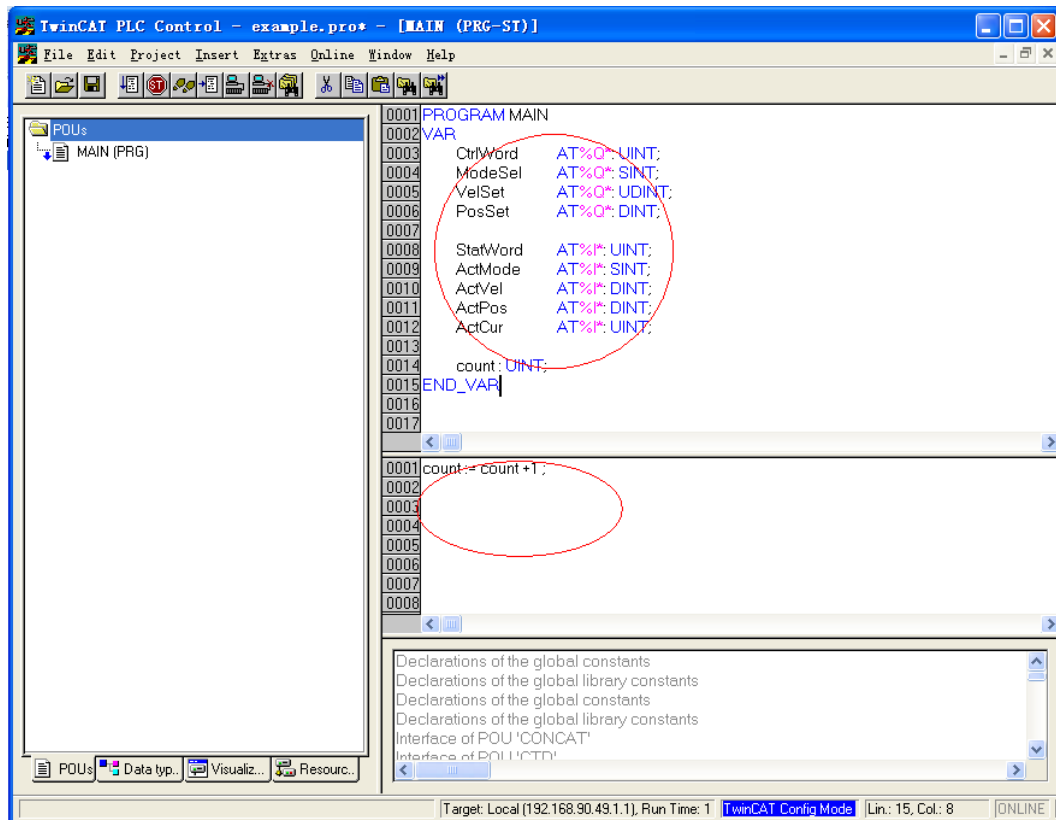 TwinCAT PLC Control - example.pro* - [MAIN (PRG-ST)]
File Edit Project Insert Extras Online Window Help
POUs
MAIN (PRG)
0001 PROGRAM MAIN
0002 VAR
0003 CtrlWord AT%Q*: UINT;
0004 ModeSel AT%Q*: SINT;
0005 VelSet AT%Q*: UDINT;
0006 PosSet AT%Q*: DINT;
0007
0008 StatWord AT%I*: UINT;
0009 ActMode AT%I*: SINT;
0010 ActVel AT%I*: DINT;
0011 ActPos AT%I*: DINT;
0012 ActCur AT%I*: UINT;
0013
0014 count : UINT;
0015 END_VAR
0016
0017
0001 count := count +1 ;
0002
0003
0004
0005
0006
0007
0008
Declarations of the global constants
Declarations of the global library constants
Declarations of the global constants
Declarations of the global library constants
Interface of POU 'CONCAT'
Interface of POU 'CTD'
POUs Data typ.. Visualiz... Resourc..
Target: Local (192.168.90.49.1.1), Run Time: 1 TwinCAT Config Mode Lin.: 15, Col.: 8 ONLINE